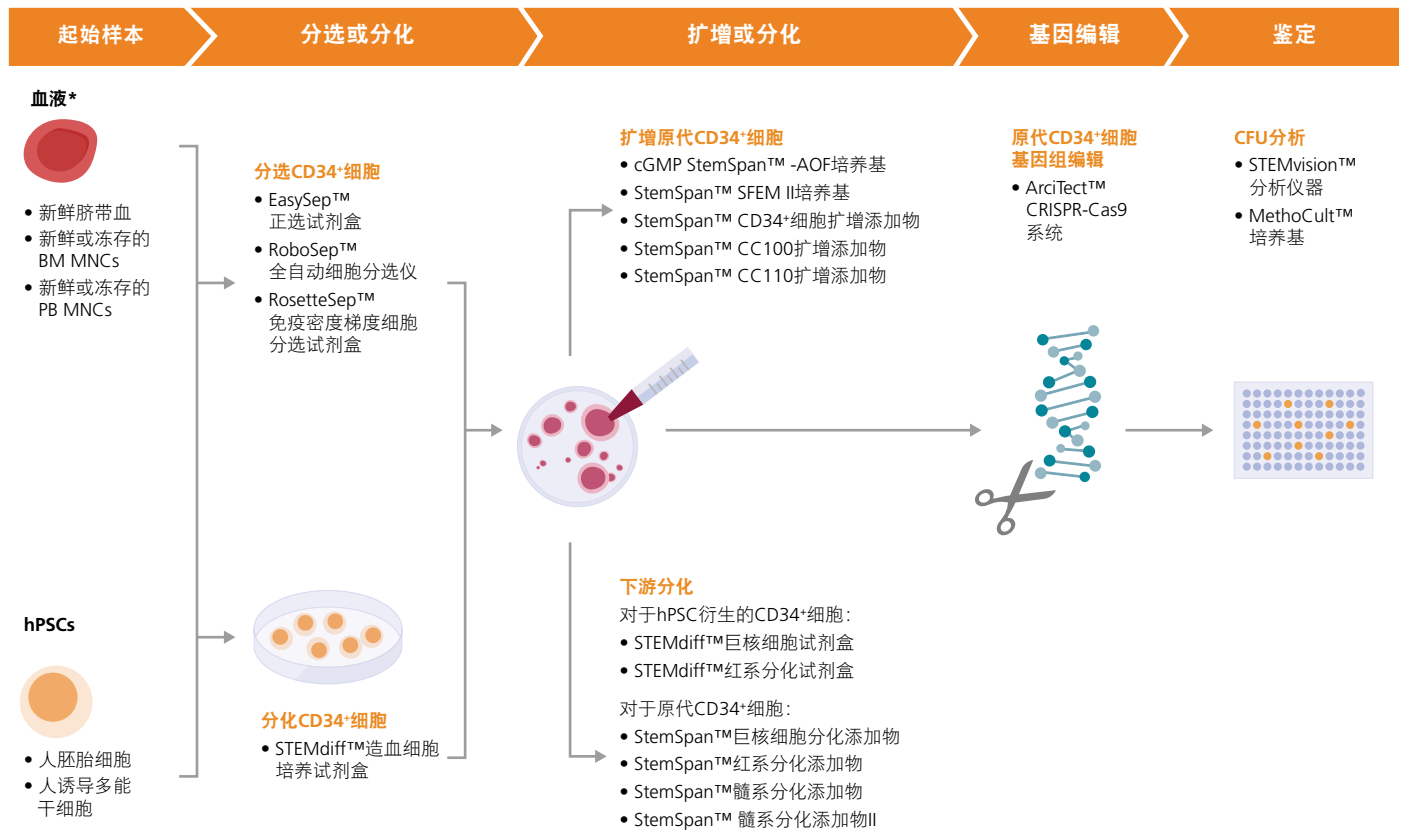 起始样本
分选或分化
扩增或分化
基因编辑
鉴定
血液*
• 新鲜脐带血
• 新鲜或冻存的
BM MNCs
• 新鲜或冻存的
PB MNCs
hPSCs
• 人胚胎细胞
• 人诱导多能
干细胞
分选CD34⁺细胞
• EasySep™
正选试剂盒
• RoboSep™
全自动细胞分选仪
• RosetteSep™
免疫密度梯度细胞
分选试剂盒
分化CD34⁺细胞
• STEMdiff™造血细胞
培养试剂盒
扩增原代CD34⁺细胞
• cGMP StemSpan™ -AOF培养基
• StemSpan™ SFEM II培养基
• StemSpan™ CD34⁺细胞扩增添加物
• StemSpan™ CC100扩增添加物
• StemSpan™ CC110扩增添加物
下游分化
对于hPSC衍生的CD34⁺细胞:
• STEMdiff™巨核细胞试剂盒
• STEMdiff™红系分化试剂盒
对于原代CD34⁺细胞:
• StemSpan™巨核细胞分化添加物
• StemSpan™红系分化添加物
• StemSpan™髓系分化添加物
• StemSpan™ 髓系分化添加物II
原代CD34⁺细胞
基因组编辑
• ArciTect™
CRISPR-Cas9
系统
CFU分析
• STEMvision™
分析仪器
• MethoCult™
培养基